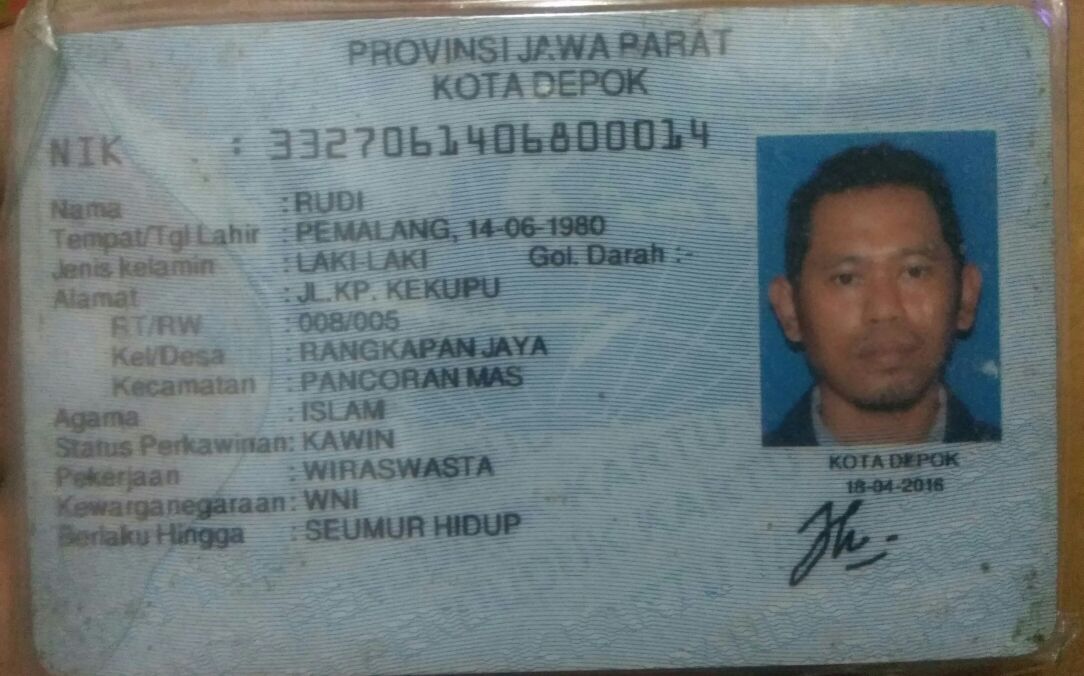 PROVINSI JAWA BARAT
KOTA DEPOK
NIK : 3327061406800014
Nama : RUDI
Tempat/Tgl Lahir : PEMALANG, 14-06-1980
Jenis kelamin : LAKI-LAKI Gol. Darah :-
Alamat : JL.KP. KEKUPU
RT/RW : 008/005
Kel/Desa : RANGKAPAN JAYA
Kecamatan : PANCORAN MAS
Agama : ISLAM
Status Perkawinan: KAWIN
Pekerjaan : WIRASWASTA
Kewarganegaraan: WNI
Berlaku Hingga : SEUMUR HIDUP
KOTA DEPOK
18-04-2016